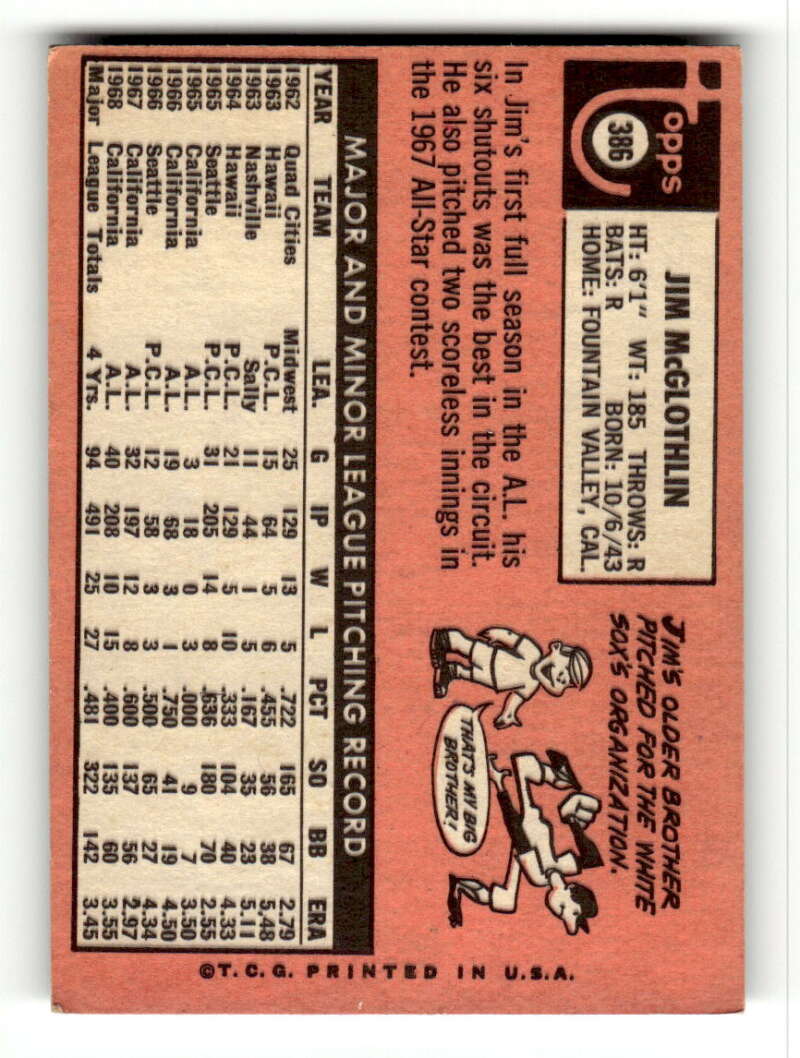 Topps
386
JIM McGLOTHLIN
HT: 6'1" WT: 185 THROWS: R
BATS: R BORN: 10/6/43
HOME: FOUNTAIN VALLEY, CAL.
In Jim's first full season in the A.L. his
six shutouts was the best in the circuit.
He also pitched two scoreless innings in
the 1967 All-Star contest.
JIM'S OLDER BROTHER
PITCHED FOR THE WHITE
SOX'S ORGANIZATION.
THAT'S MY BIG
BROTHER!
MAJOR AND MINOR LEAGUE PITCHING RECORD
YEAR TEAM LEA. G IP W L PCT SO BB ERA
1962 Quad Cities Midwest 25 129 13 5 .722 165 67 2.79
1963 Hawaii P.C.L. 15 64 5 6 .455 56 38 5.48
1963 Nashville Sally 11 44 1 5 .167 35 23 5.11
1964 Hawaii P.C.L. 21 129 5 10 .333 104 40 4.33
1965 Seattle P.C.L. 31 205 14 8 .636 180 70 2.55
1965 California A.L. 3 18 0 3 .000 9 7 3.50
1966 California A.L. 19 68 3 1 .750 41 19 4.50
1966 Seattle P.C.L. 12 58 3 3 .500 65 27 4.34
1967 California A.L. 32 197 12 8 .600 137 56 2.97
1968 California A.L. 40 208 10 15 .400 135 60 3.55
Major League Totals 4 Yrs. 94 491 25 27 .481 322 142 3.45
©T.C.G. PRINTED IN U.S.A.